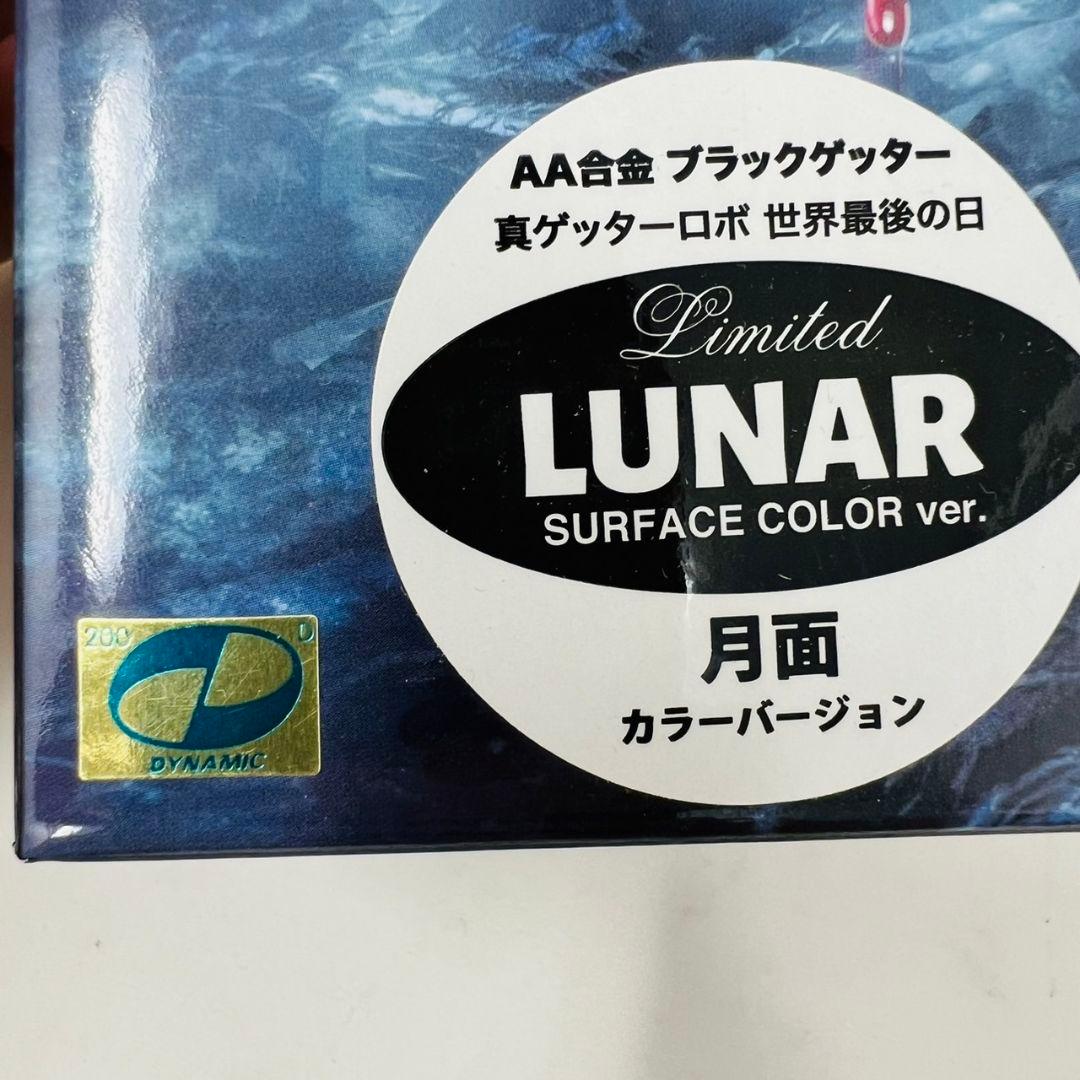 AA合金 ブラックゲッター
真ゲッターロボ 世界最後の日
Limited
LUNAR
SURFACE COLOR ver.
月面
カラーバージョン
200 D
DYNAMIC